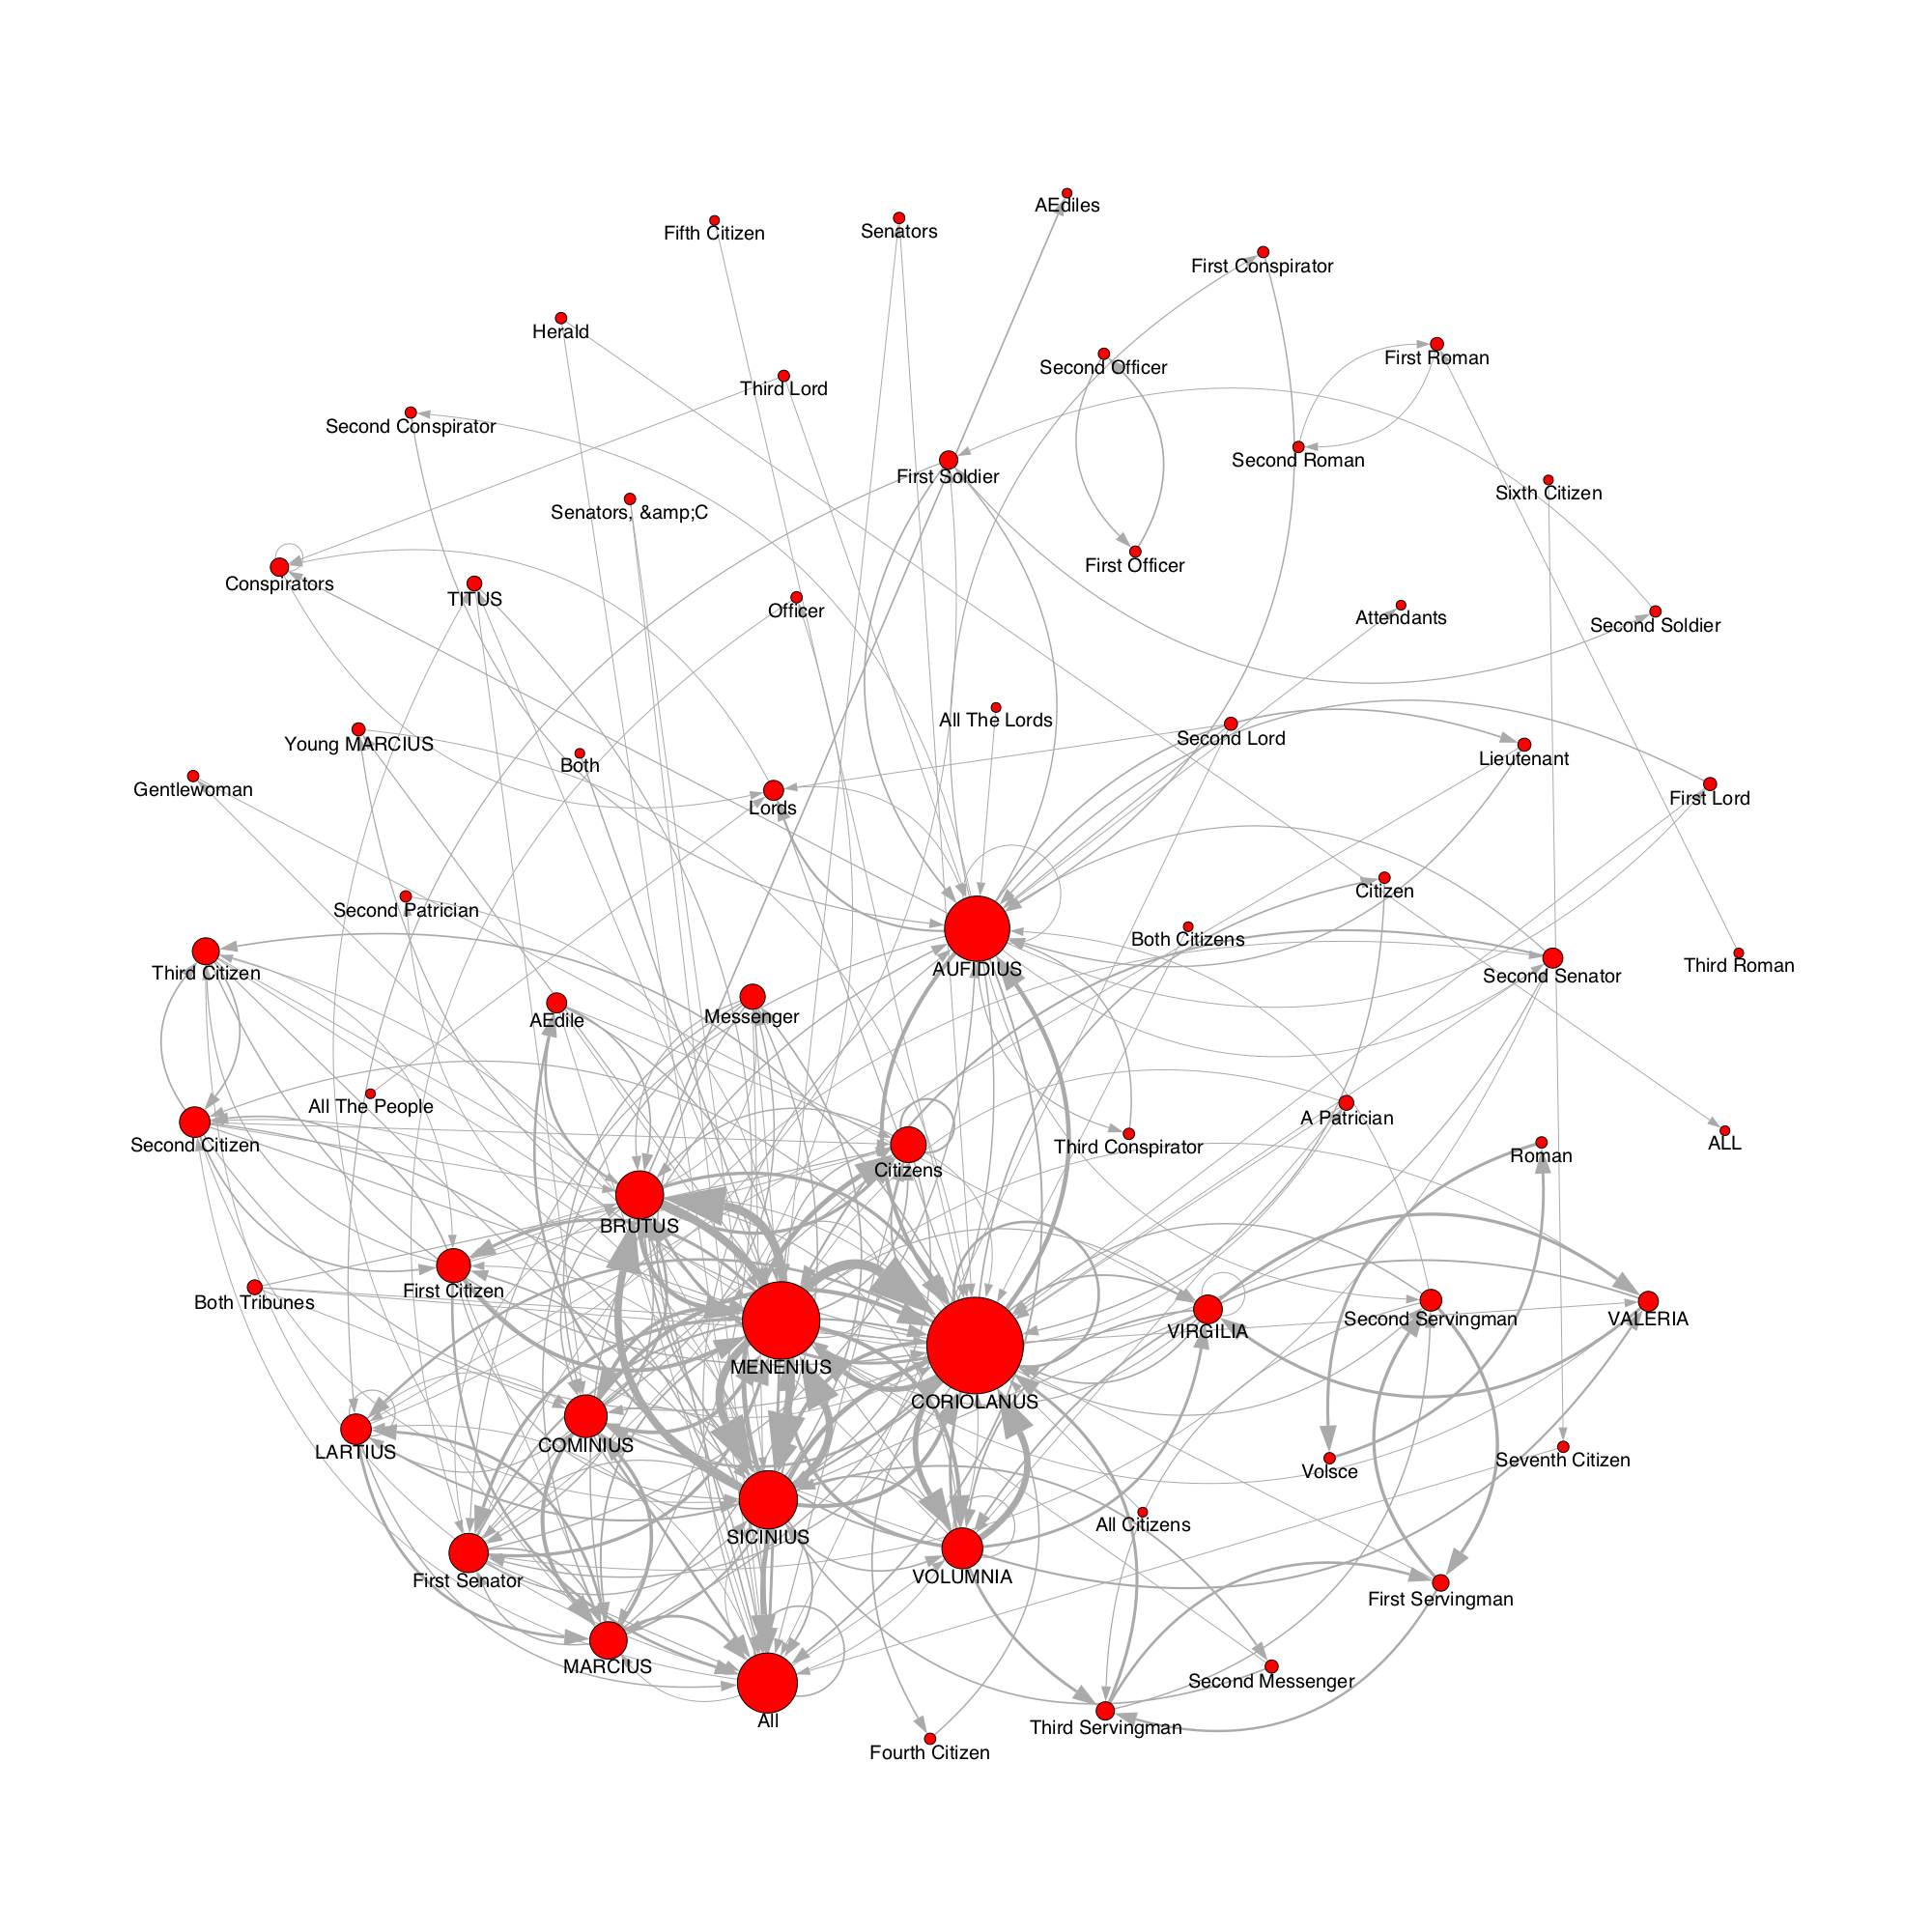 AEdiles
Fifth Citizen
Senators
First Conspirator
Herald
Second Officer
First Roman
Third Lord
Second Conspirator
First Soldier
Second Roman
Sixth Citizen
Senators, &amp;C
First Officer
Conspirators
TITUS
Officer
Attendants
Second Soldier
All The Lords
Young MARCIUS
Second Lord
Both
Lieutenant
Gentlewoman
Lords
First Lord
Second Patrician
Citizen
Both Citizens
Third Citizen
AUFIDIUS
Second Senator
Third Roman
AEdile
Messenger
All The People
A Patrician
Second Citizen
Third Conspirator
ALL
Roman
Citizens
BRUTUS
First Citizen
Both Tribunes
VIRGILIA
Second Servingman
VALERIA
MENENIUS
CORIOLANUS
COMINIUS
LARTIUS
Volsce
Seventh Citizen
All Citizens
SICINIUS
VOLUMNIA
First Senator
First Servingman
MARCIUS
Second Messenger
All
Third Servingman
Fourth Citizen